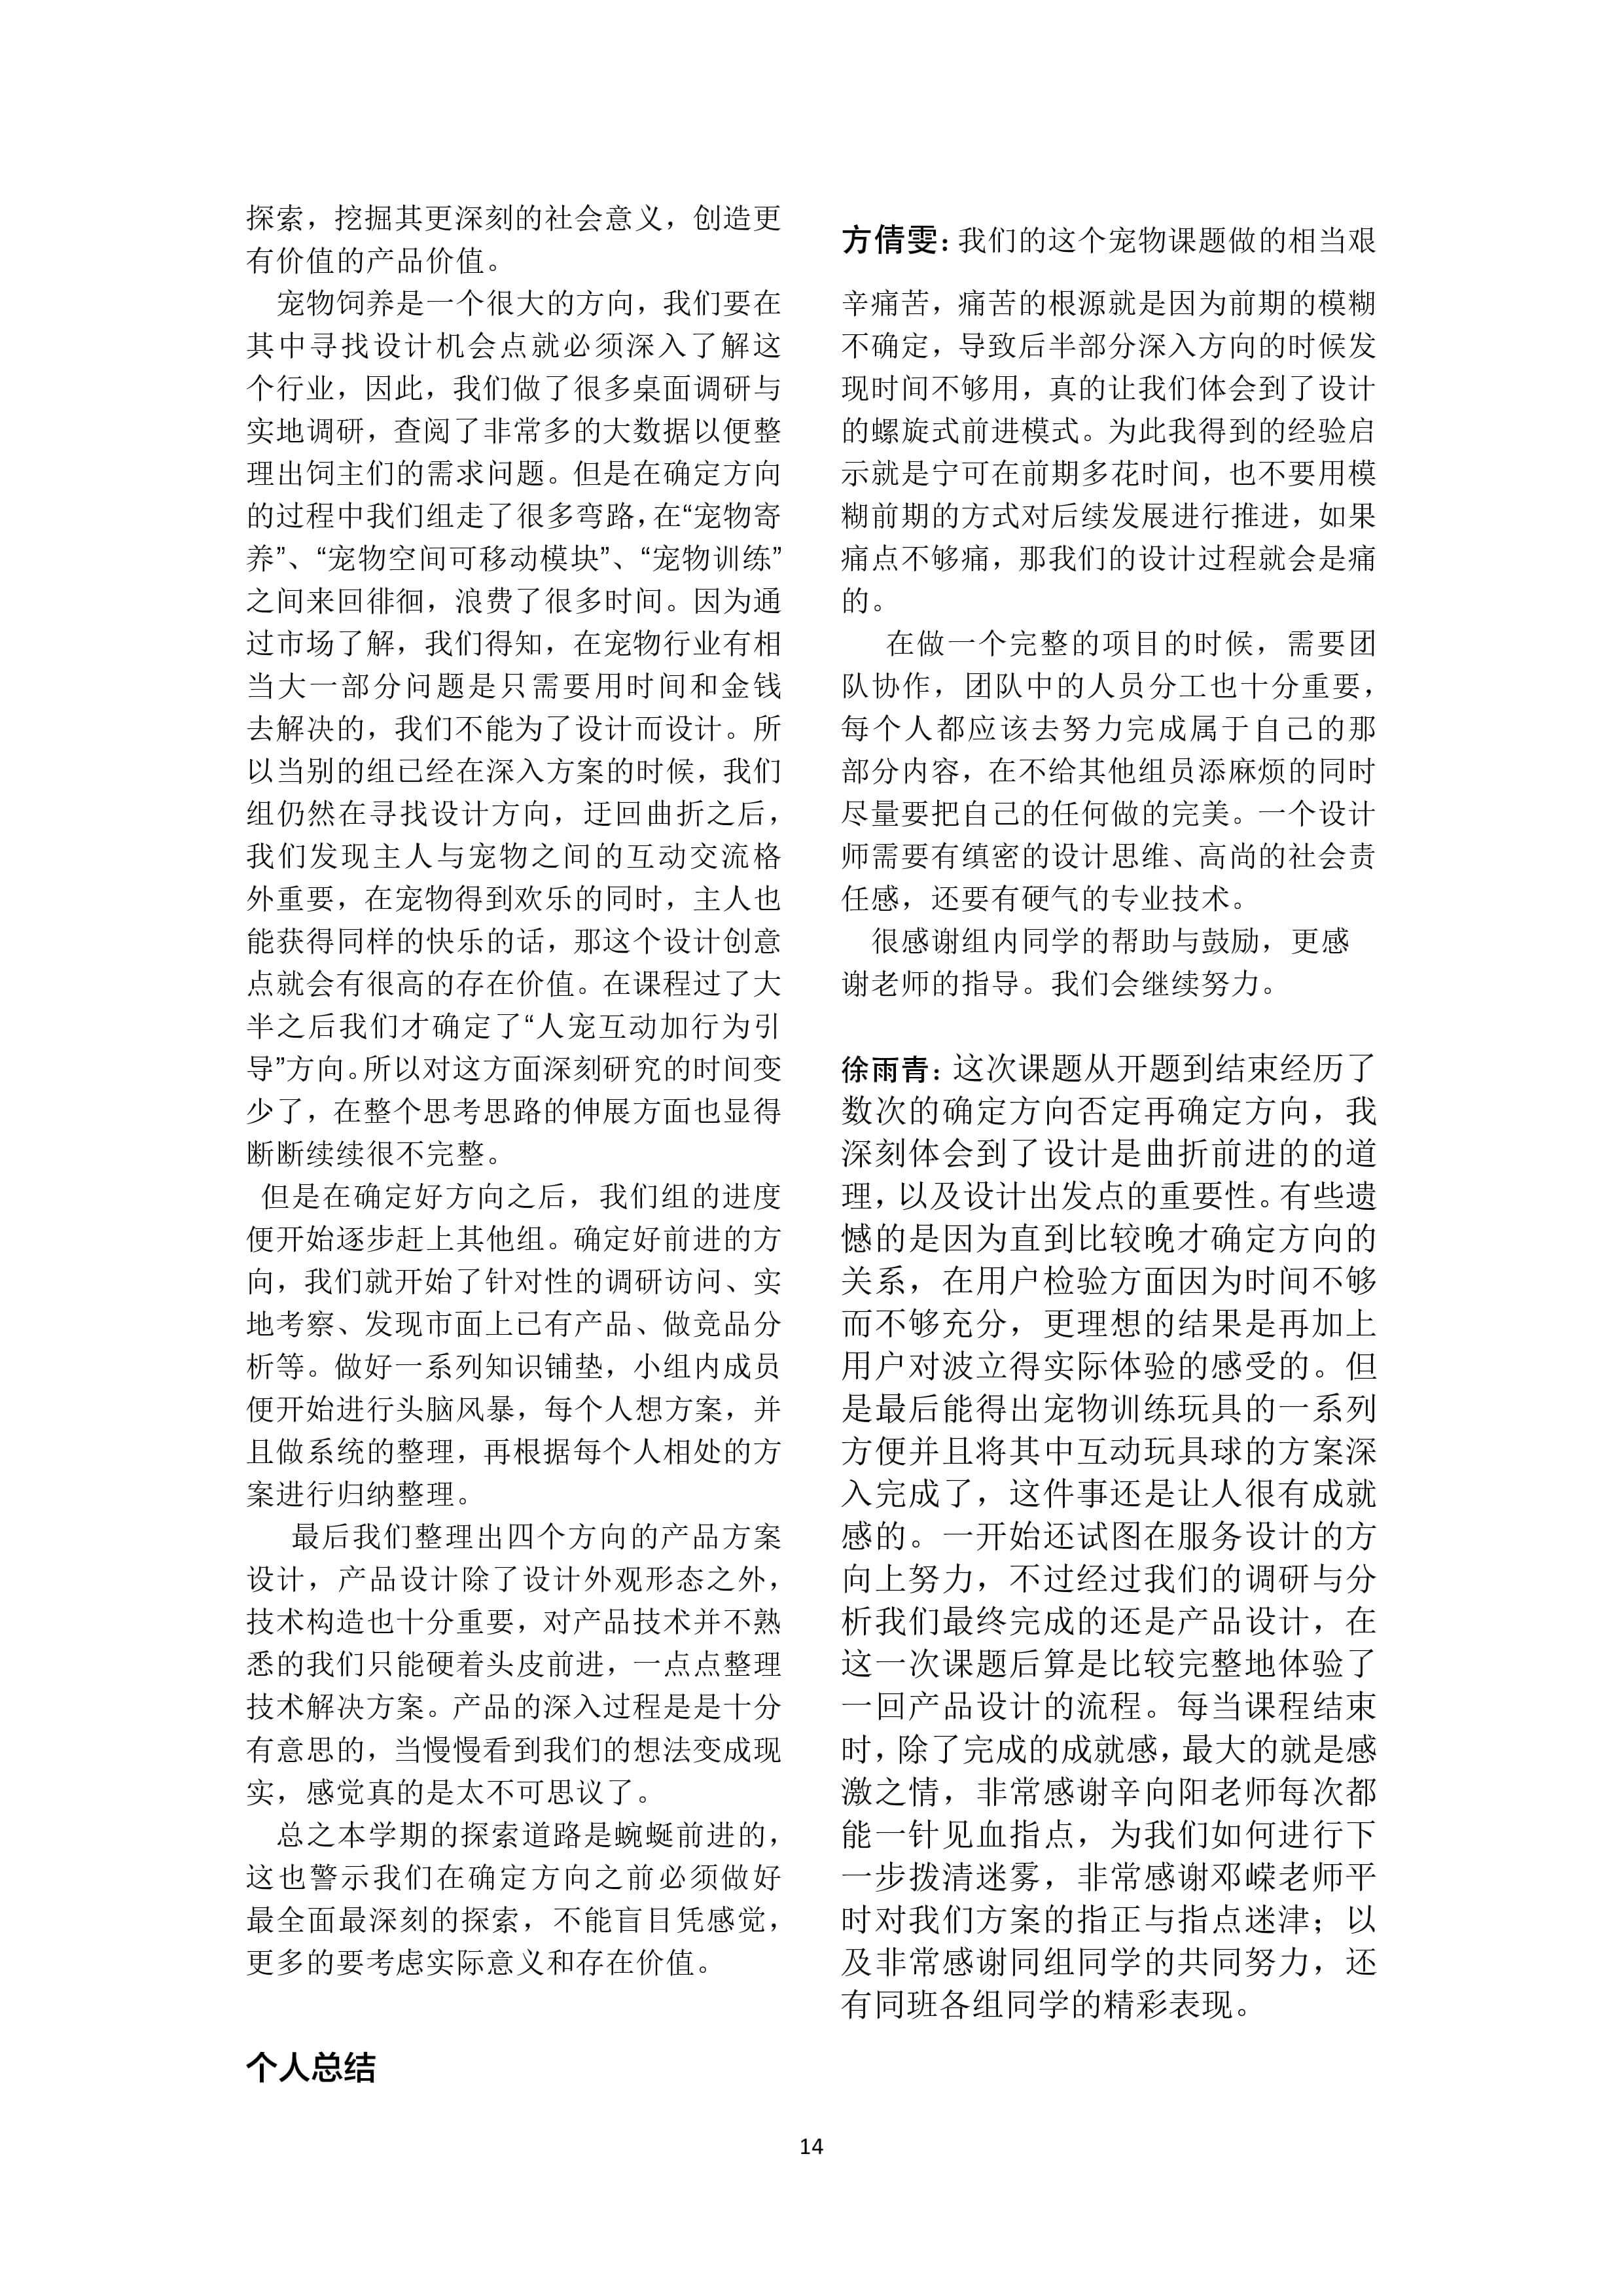 探索，挖掘其更深刻的社会意义，创造更
有价值的产品价值。
宠物饲养是一个很大的方向，我们要在
其中寻找设计机会点就必须深入了解这
个行业，因此，我们做了很多桌面调研与
实地调研，查阅了非常多的大数据以便整
理出饲主们的需求问题。但是在确定方向
的过程中我们组走了很多弯路，在“宠物寄
养”、“宠物空间可移动模块”、“宠物训练”
之间来回徘徊，浪费了很多时间。因为通
过市场了解，我们得知，在宠物行业有相
当大一部分问题是只需要用时间和金钱
去解决的，我们不能为了设计而设计。所
以当别的组已经在深入方案的时候，我们
组仍然在寻找设计方向，迂回曲折之后，
我们发现主人与宠物之间的互动交流格
外重要，在宠物得到欢乐的同时，主人也
能获得同样的快乐的话，那这个设计创意
点就会有很高的存在价值。在课程过了大
半之后我们才确定了“人宠互动加行为引
导”方向。所以对这方面深刻研究的时间变
少了，在整个思考思路的伸展方面也显得
断断续续很不完整。
但是在确定好方向之后，我们组的进度
便开始逐步赶上其他组。确定好前进的方
向，我们就开始了针对性的调研访问、实
地考察、发现市面上已有产品、做竞品分
析等。做好一系列知识铺垫，小组内成员
便开始进行头脑风暴，每个人想方案，并
且做系统的整理，再根据每个人相处的方
案进行归纳整理。
最后我们整理出四个方向的产品方案
设计，产品设计除了设计外观形态之外，
技术构造也十分重要，对产品技术并不熟
悉的我们只能硬着头皮前进，一点点整理
技术解决方案。产品的深入过程是是十分
有意思的，当慢慢看到我们的想法变成现
实，感觉真的是太不可思议了。
总之本学期的探索道路是蜿蜒前进的，
这也警示我们在确定方向之前必须做好
最全面最深刻的探索，不能盲目凭感觉，
更多的要考虑实际意义和存在价值。
个人总结
方倩雯：我们的这个宠物课题做的相当艰
辛痛苦，痛苦的根源就是因为前期的模糊
不确定，导致后半部分深入方向的时候发
现时间不够用，真的让我们体会到了设计
的螺旋式前进模式。为此我得到的经验启
示就是宁可在前期多花时间，也不要用模
糊前期的方式对后续发展进行推进，如果
痛点不够痛，那我们的设计过程就会是痛
的。
在做一个完整的项目的时候，需要团
队协作，团队中的人员分工也十分重要，
每个人都应该去努力完成属于自己的那
部分内容，在不给其他组员添麻烦的同时
尽量要把自己的任何做的完美。一个设计
师需要有缜密的设计思维、高尚的社会责
任感，还要有硬气的专业技术。
很感谢组内同学的帮助与鼓励，更感
谢老师的指导。我们会继续努力。
徐雨青：这次课题从开题到结束经历了
数次的确定方向否定再确定方向，我
深刻体会到了设计是曲折前进的的道
理，以及设计出发点的重要性。有些遗
憾的是因为直到比较晚才确定方向的
关系，在用户检验方面因为时间不够
而不够充分，更理想的结果是再加上
用户对波立得实际体验的感受的。但
是最后能得出宠物训练玩具的一系列
方便并且将其中互动玩具球的方案深
入完成了，这件事还是让人很有成就
感的。一开始还试图在服务设计的方
向上努力，不过经过我们的调研与分
析我们最终完成的还是产品设计，在
这一次课题后算是比较完整地体验了
一回产品设计的流程。每当课程结束
时，除了完成的成就感，最大的就是感
激之情，非常感谢辛向阳老师每次都
能一针见血指点，为我们如何进行下
一步拨清迷雾，非常感谢邓嵘老师平
时对我们方案的指正与指点迷津；以
及非常感谢同组同学的共同努力，还
有同班各组同学的精彩表现。
14